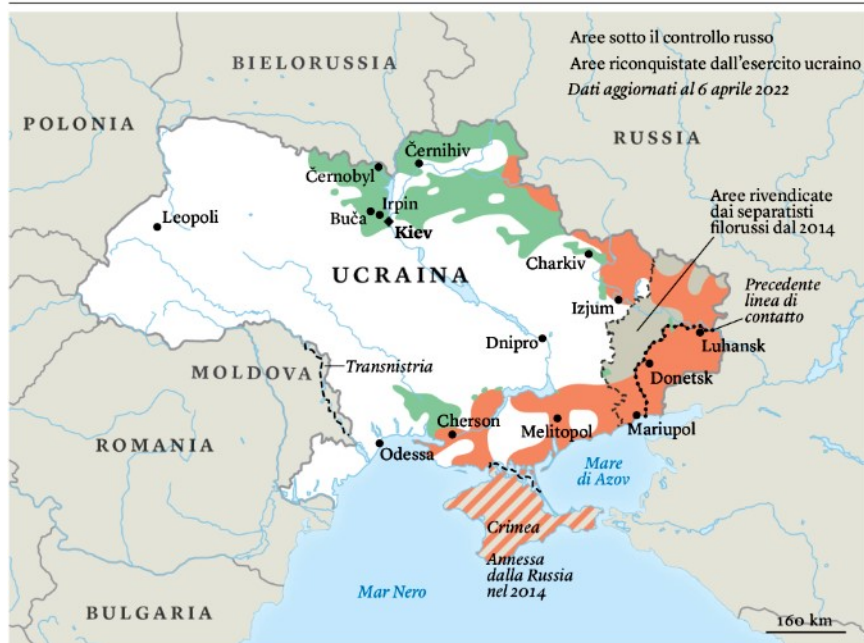 Aree sotto il controllo russo
Aree riconquistate dall'esercito ucraino
Dati aggiornati al 6 aprile 2022
BIELORUSSIA
POLONIA
RUSSIA
Černihiv
Černobyl
Irpin
Buča
Kiev
Leopoli
Aree rivendicate
dai separatisti
filorussi dal 2014
UCRAINA
Charkiv
Izjum
Precedente
linea di
contatto
Dnipro
Luhansk
Transnistria
MOLDOVA
Donetsk
Cherson
Melitopol
Mariupol
ROMANIA
Odessa
Mare
di Azov
Crimea
Annessa
dalla Russia
nel 2014
Mar Nero
BULGARIA
160 km